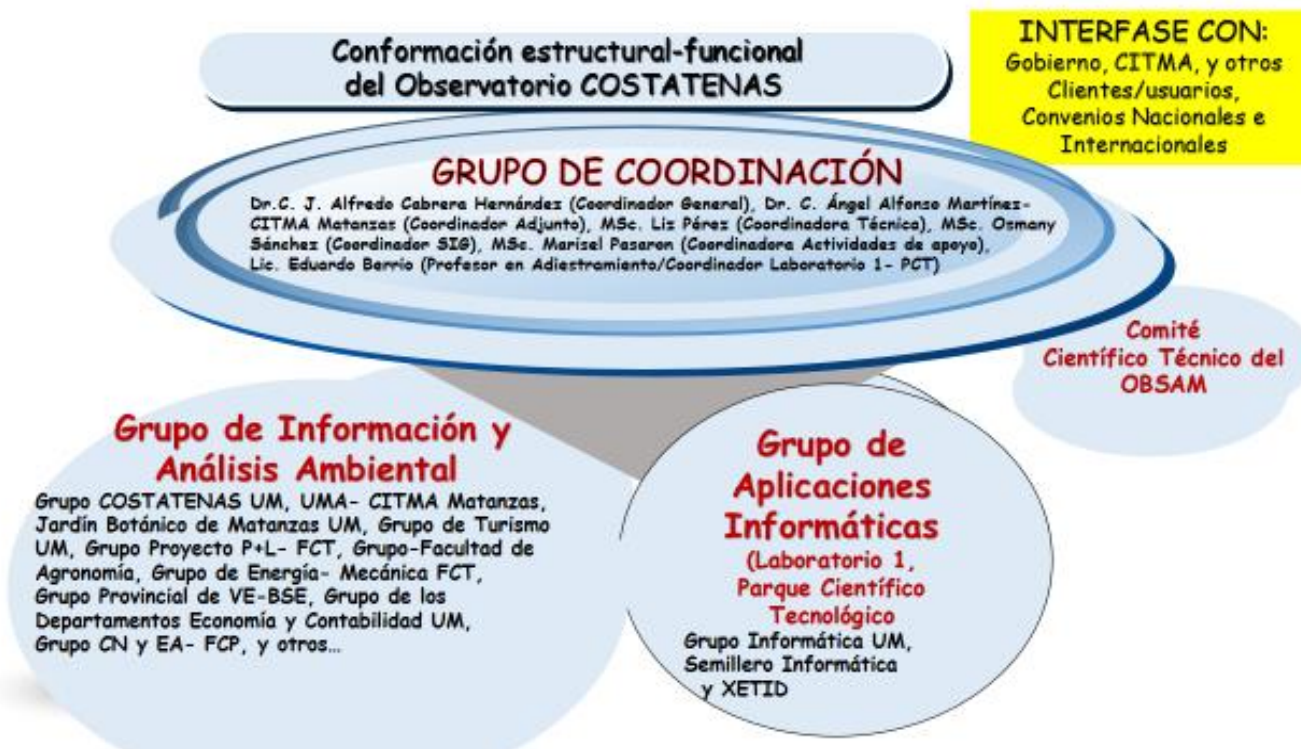 Conformación estructural-funcional
del Observatorio COSTATENAS
INTERFASE CON:
Gobierno, CITMA, y otros
Clientes/usuarios,
Convenios Nacionales e
Internacionales
GRUPO DE COORDINACIÓN
Dr.C. J. Alfredo Cabrera Hernández (Coordinador General), Dr. C. Ángel Alfonso Martínez-
CITMA Matanzas (Coordinador Adjunto), MSc. Liz Pérez (Coordinadora Técnica), MSc. Osmany
Sánchez (Coordinador SIG), MSc. Marisel Pasaron (Coordinadora Actividades de apoyo),
Lic. Eduardo Berrio (Profesor en Adiestramiento/Coordinador Laboratorio 1- PCT)
Comité
Científico Técnico del
OBSAM
Grupo de Información y
Análisis Ambiental
Grupo COSTATENAS UM, UMA- CITMA Matanzas,
Jardín Botánico de Matanzas UM, Grupo de Turismo
UM, Grupo Proyecto P+L- FCT, Grupo-Facultad de
Agronomía, Grupo de Energía- Mecánica FCT,
Grupo Provincial de VE-BSE, Grupo de los
Departamentos Economía y Contabilidad UM,
Grupo CN y EA- FCP, y otros...
Grupo de
Aplicaciones
Informáticas
(Laboratorio 1,
Parque Científico
Tecnológico
Grupo Informática UM,
Semillero Informática
y XETID